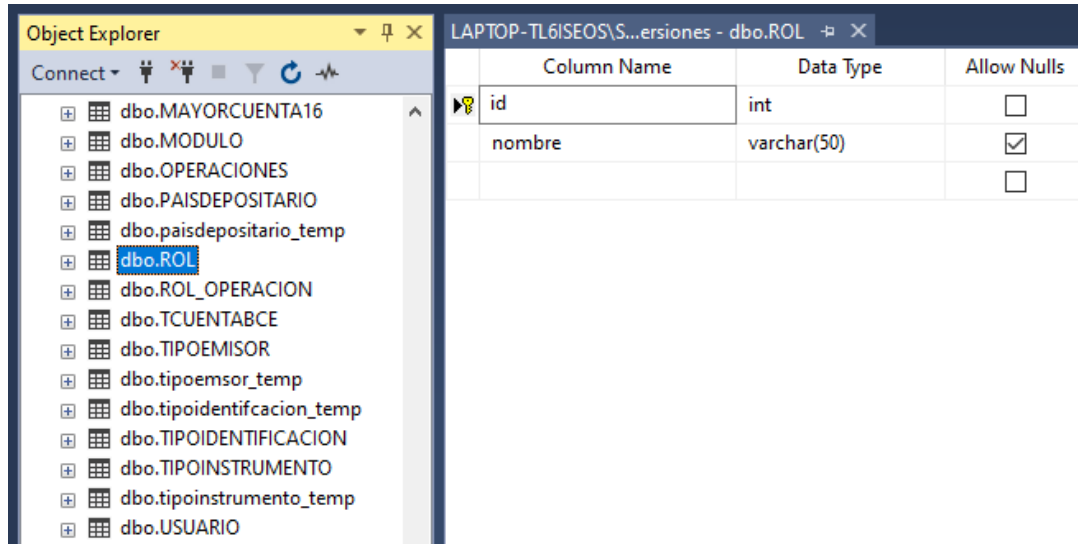 Object Explorer
Connect
dbo.MAYORCUENTA16
dbo.MODULO
dbo.OPERACIONES
dbo.PAISDEPOSITARIO
dbo.paisdepositario_temp
dbo.ROL
dbo.ROL_OPERACION
dbo.TCUENTABCE
dbo.TIPOEMISOR
dbo.tipoemsor_temp
dbo.tipoidentifcacion_temp
dbo.TIPOIDENTIFICACION
dbo.TIPOINSTRUMENTO
dbo.tipoinstrumento_temp
dbo.USUARIO
LAPTOP-TL6ISEOS\S...ersiones - dbo.ROL
Column Name Data Type Allow Nulls
id int
nombre varchar(50)